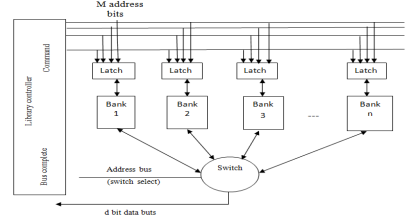 M address
bits
Library controller
Command
Bus complete
Latch
Latch
Latch
Latch
Bank
1
Bank
2
Bank
3
---
Bank
n
Switch
Address bus
(switch select)
d bit data buts